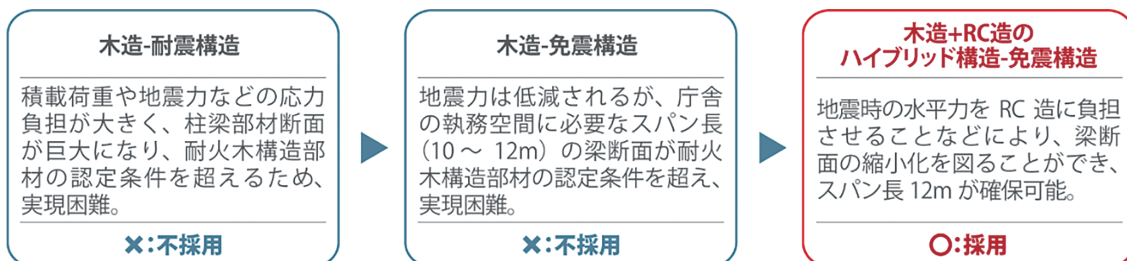 木造-耐震構造
積載荷重や地震力などの応力
負担が大きく、柱梁部材断面
が巨大になり、耐火木構造部
材の認定条件を超えるため、
実現困難。
✖:不採用
木造-免震構造
地震力は低減されるが、庁舎
の執務空間に必要なスパン長
(10 ~ 12m)の梁断面が耐火
木構造部材の認定条件を超え、
実現困難。
✖:不採用
木造+RC造の
ハイブリッド構造-免震構造
地震時の水平力を RC 造に負担
させることなどにより、梁断
面の縮小化を図ることができ、
スパン長 12m が確保可能。
〇:採用